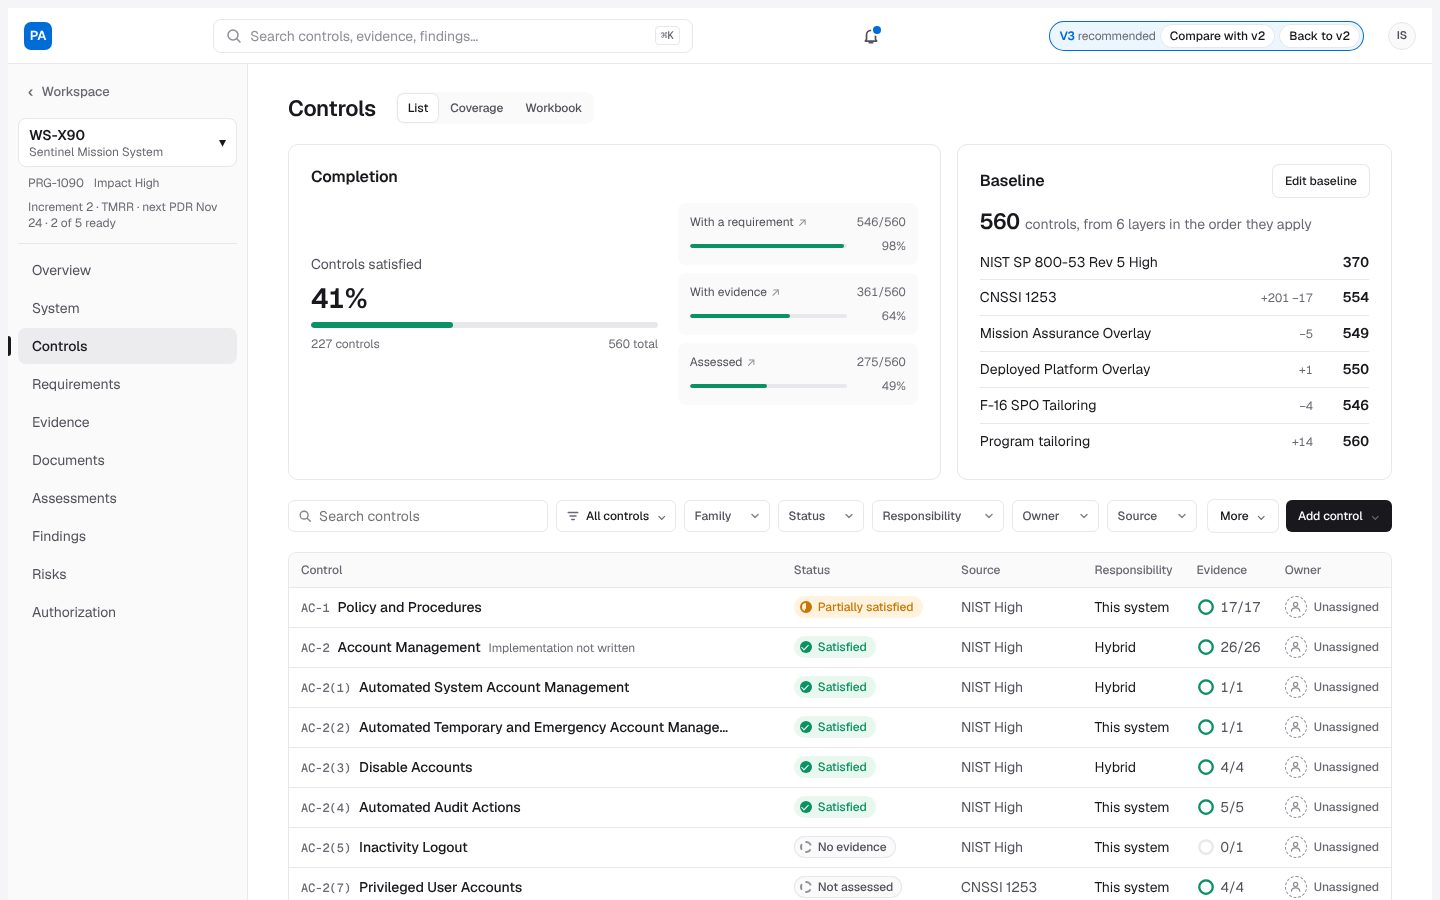 PA
Search controls, evidence, findings...
⌘K
V3 recommended
Compare with v2
Back to v2
IS
Workspace
WS-X90
Sentinel Mission System
PRG-1090 Impact High
Increment 2 · TMRR · next PDR Nov
24 · 2 of 5 ready
Overview
System
Controls
Requirements
Evidence
Documents
Assessments
Findings
Risks
Authorization
Controls
List
Coverage
Workbook
Completion
Controls satisfied
41%
227 controls
560 total
With a requirement ↗ 546/560
98%
With evidence ↗ 361/560
64%
Assessed ↗ 275/560
49%
Baseline
Edit baseline
560 controls, from 6 layers in the order they apply
NIST SP 800-53 Rev 5 High 370
CNSSI 1253 +201 −17 554
Mission Assurance Overlay −5 549
Deployed Platform Overlay +1 550
F-16 SPO Tailoring −4 546
Program tailoring +14 560
Search controls
All controls
Family
Status
Responsibility
Owner
Source
More
Add control
Control Status Source Responsibility Evidence Owner
AC-1 Policy and Procedures Partially satisfied NIST High This system 17/17 Unassigned
AC-2 Account Management Implementation not written Satisfied NIST High Hybrid 26/26 Unassigned
AC-2(1) Automated System Account Management Satisfied NIST High Hybrid 1/1 Unassigned
AC-2(2) Automated Temporary and Emergency Account Manage... Satisfied NIST High This system 1/1 Unassigned
AC-2(3) Disable Accounts Satisfied NIST High Hybrid 4/4 Unassigned
AC-2(4) Automated Audit Actions Satisfied NIST High This system 5/5 Unassigned
AC-2(5) Inactivity Logout No evidence NIST High This system 0/1 Unassigned
AC-2(7) Privileged User Accounts Not assessed CNSSI 1253 This system 4/4 Unassigned